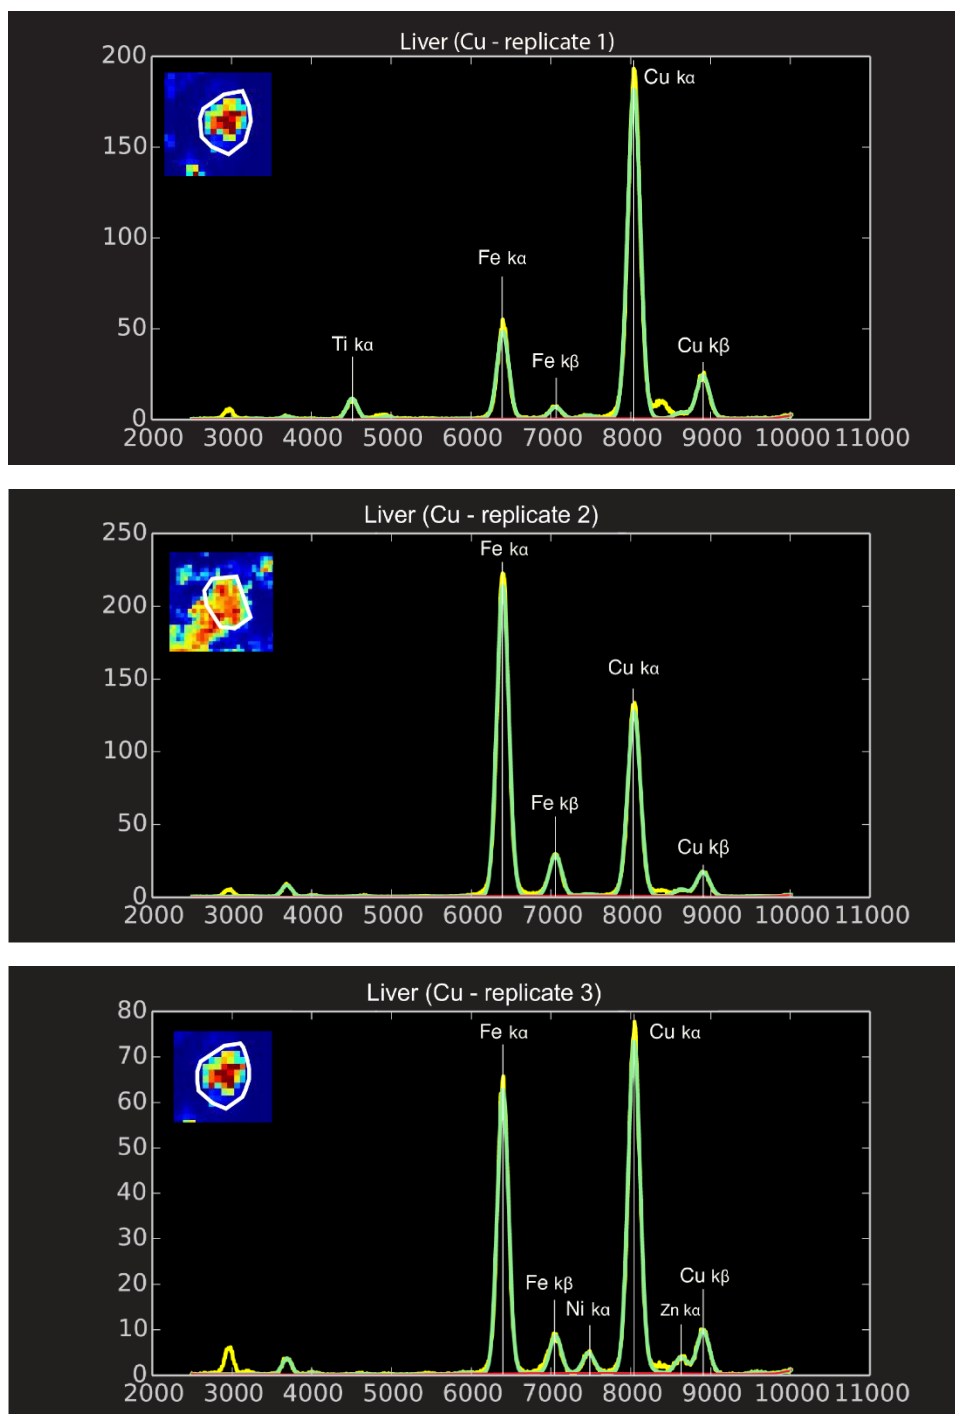 Liver (Cu - replicate 1)
200
150
100
50
0
Cu kα
Fe kα
Ti kα
Fe kβ
Cu kβ
2000 3000 4000 5000 6000 7000 8000 9000 10000 11000
Liver (Cu - replicate 2)
250
200
150
100
50
0
Fe kα
Cu kα
Fe kβ
Cu kβ
2000 3000 4000 5000 6000 7000 8000 9000 10000 11000
Liver (Cu - replicate 3)
80
70
60
50
40
30
20
10
0
Fe kα
Cu kα
Fe kβ
Ni kα
Zn kα
Cu kβ
2000 3000 4000 5000 6000 7000 8000 9000 10000 11000